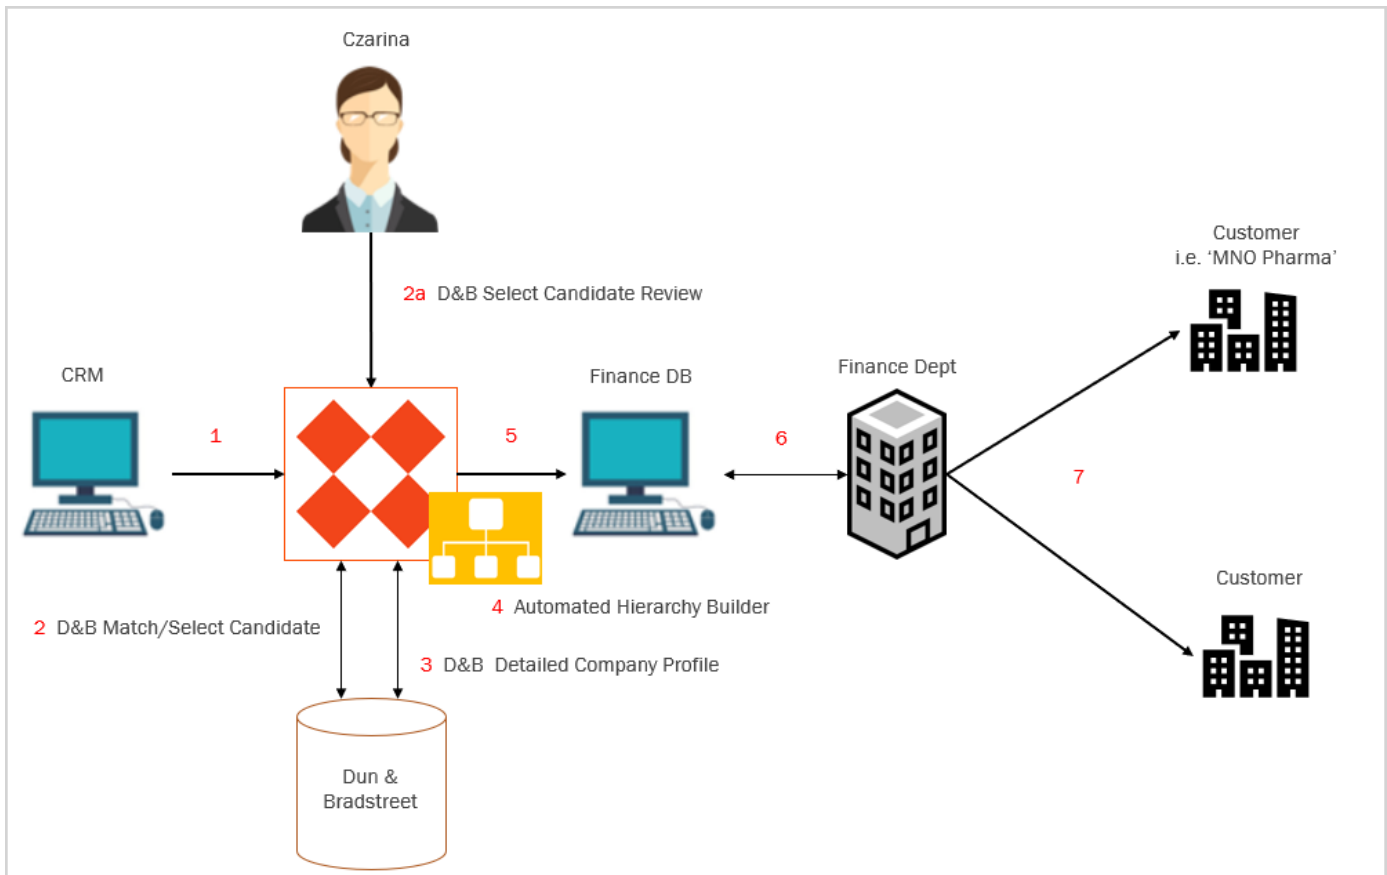 Czarina
2a D&B Select Candidate Review
Customer
i.e. ‘MNO Pharma’
CRM
Finance DB
Finance Dept
1
5
6
7
4 Automated Hierarchy Builder
2 D&B Match/Select Candidate
3 D&B Detailed Company Profile
Customer
Dun &
Bradstreet